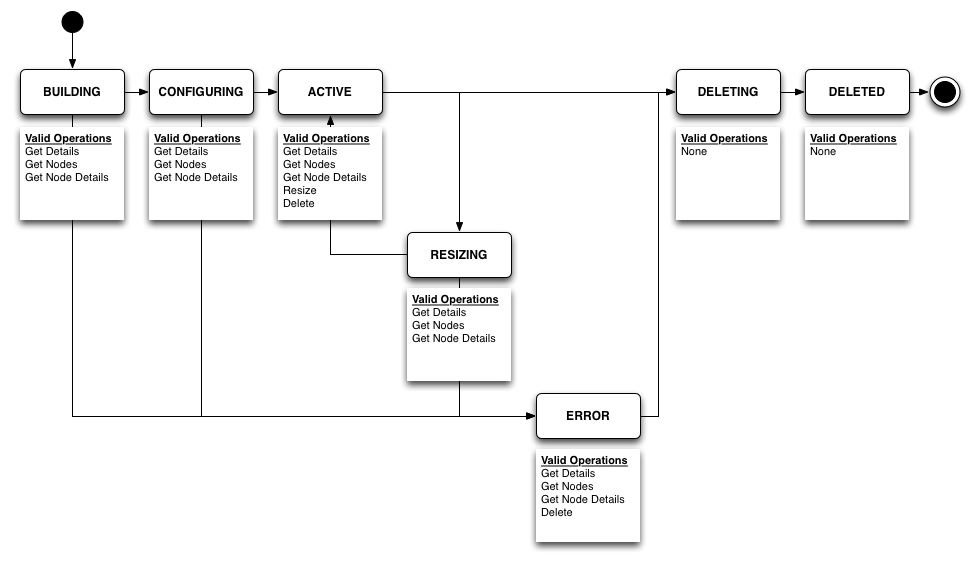 BUILDING
CONFIGURING
ACTIVE
DELETING
DELETED
Valid Operations
Get Details
Get Nodes
Get Node Details
Valid Operations
Get Details
Get Nodes
Get Node Details
Valid Operations
Get Details
Get Nodes
Get Node Details
Resize
Delete
Valid Operations
None
Valid Operations
None
RESIZING
Valid Operations
Get Details
Get Nodes
Get Node Details
ERROR
Valid Operations
Get Details
Get Nodes
Get Node Details
Delete